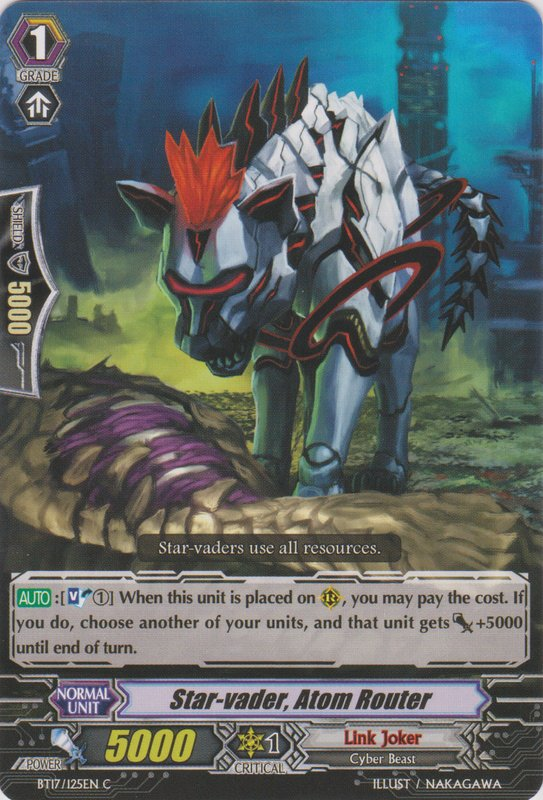 1
GRADE
SHIELD
5000
Star-vaders use all resources.
AUTO:[V 1] When this unit is placed on R, you may pay the cost. If
you do, choose another of your units, and that unit gets +5000
until end of turn.
NORMAL
UNIT
Star-vader, Atom Router
POWER
5000
1
CRITICAL
Link Joker
Cyber Beast
BT17/125EN C
ILLUST / NAKAGAWA